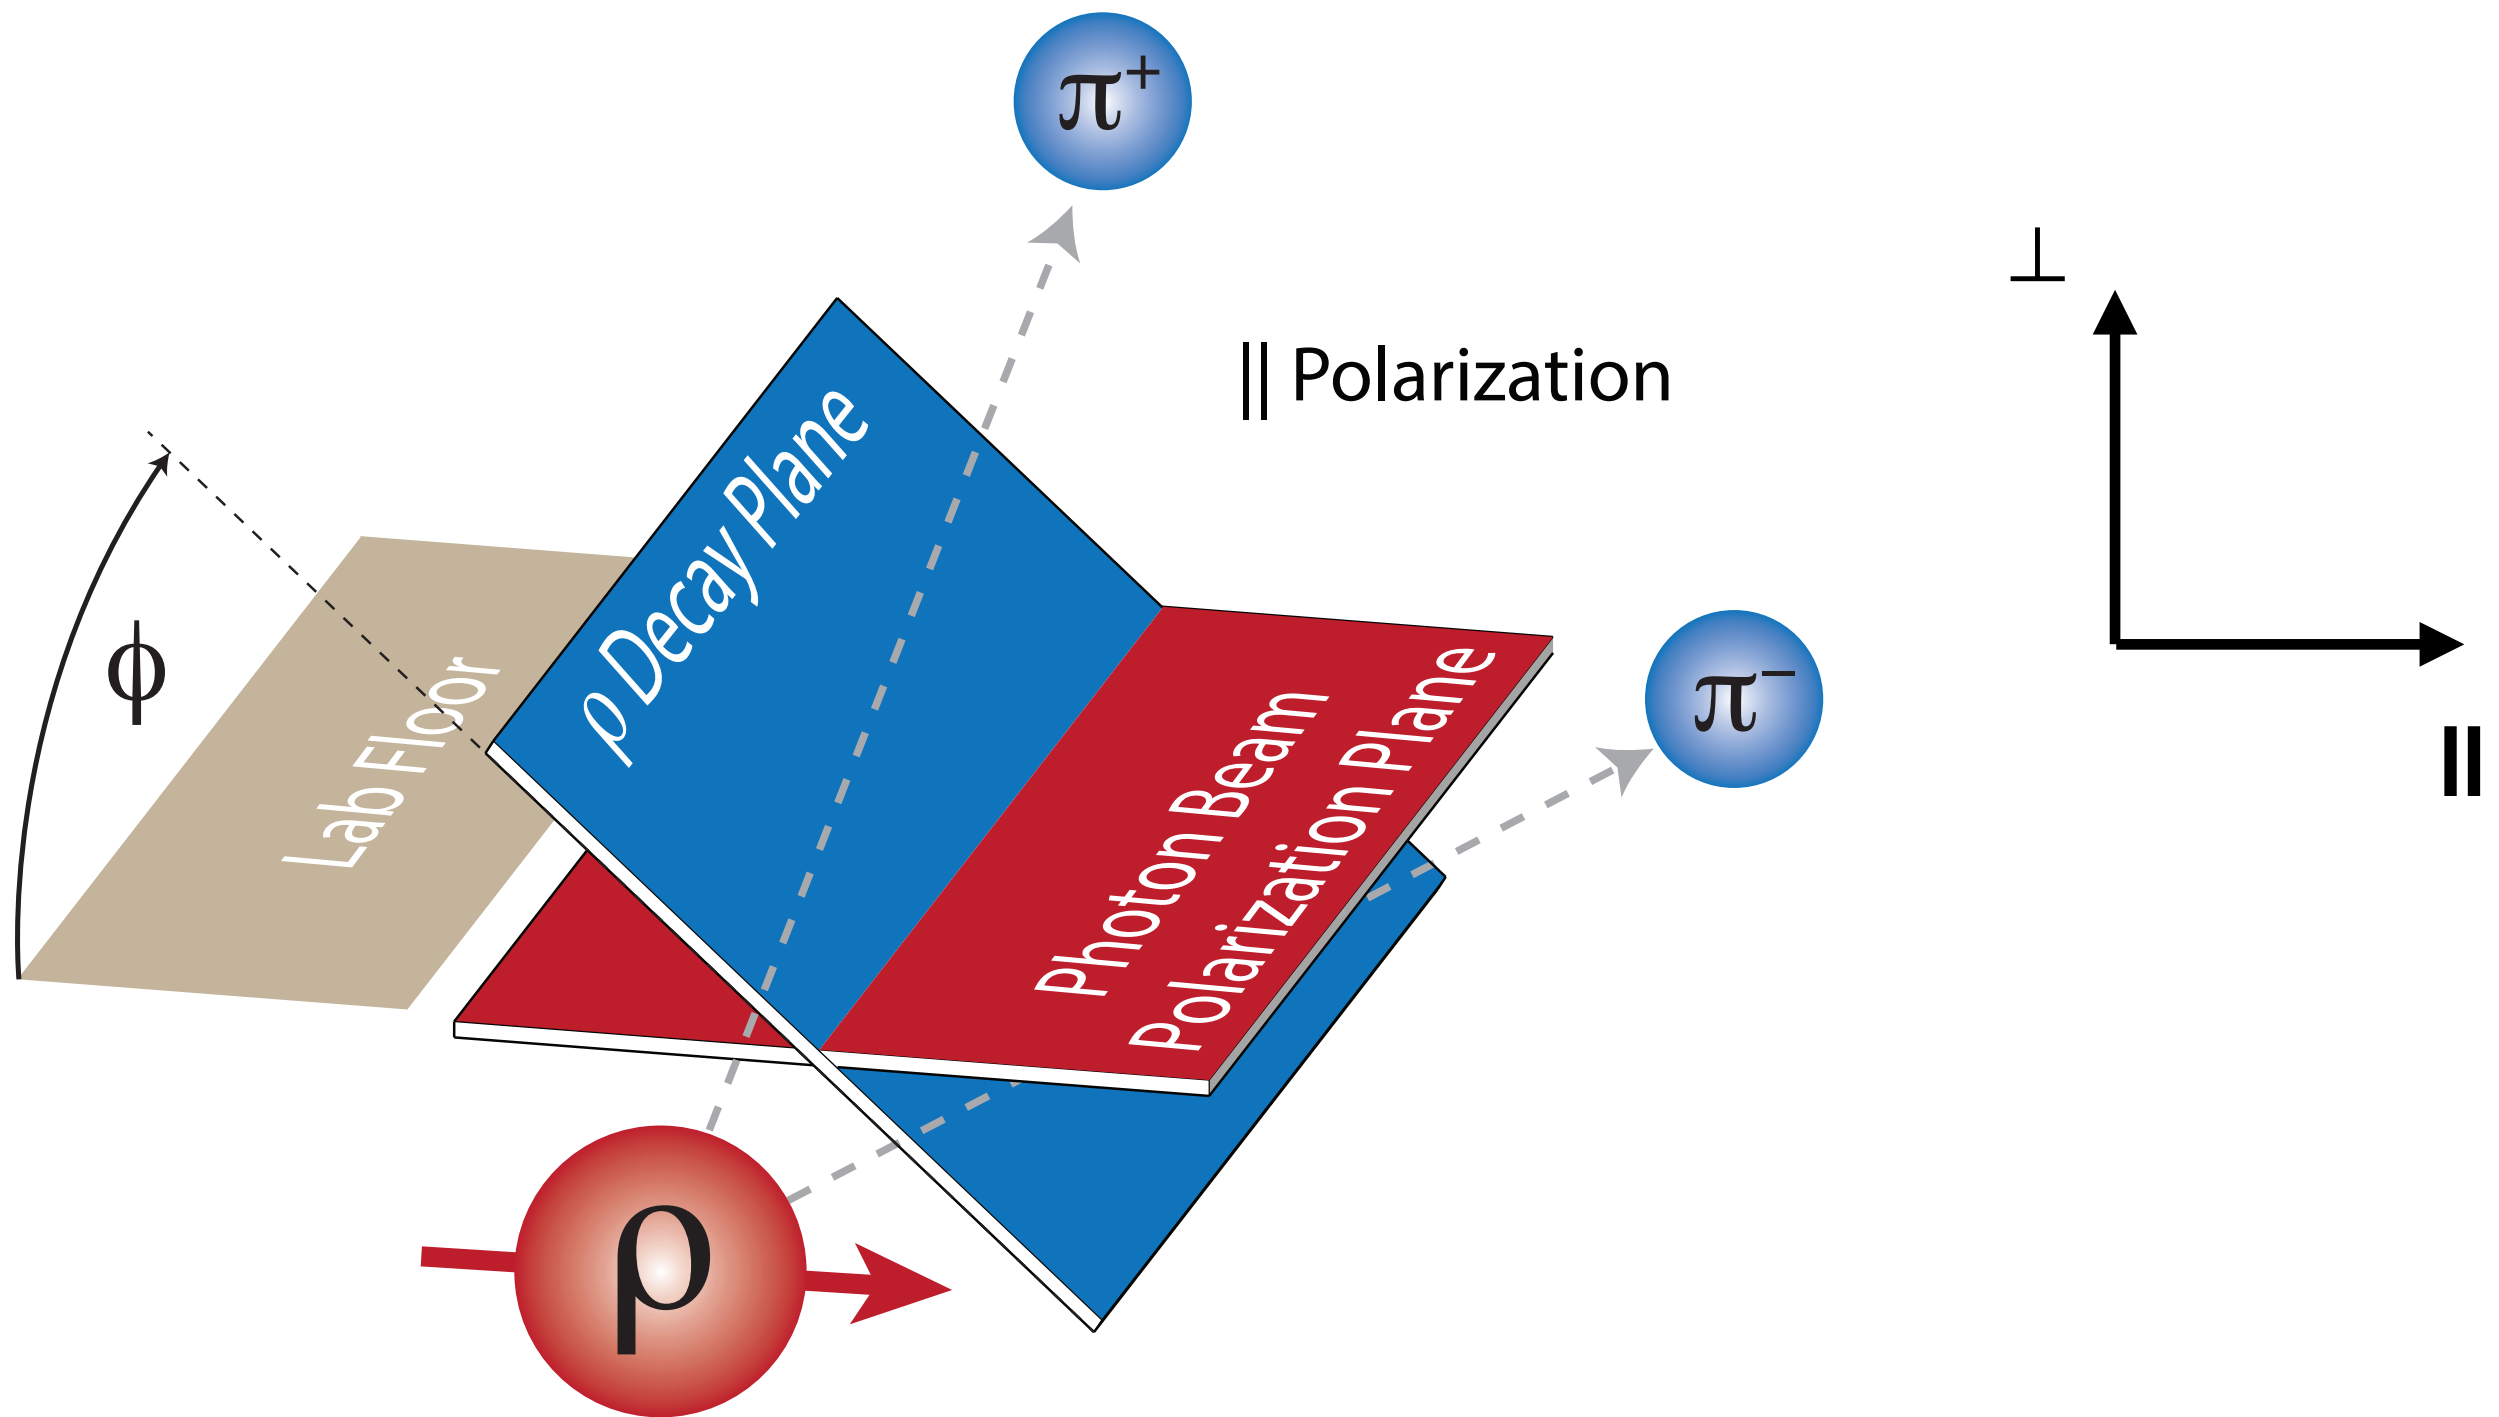 π⁺
⊥
|| Polarization
ρ Decay Plane
ϕ
Lab Floor
Photon Beam
Polarization plane
π⁻
||
ρ